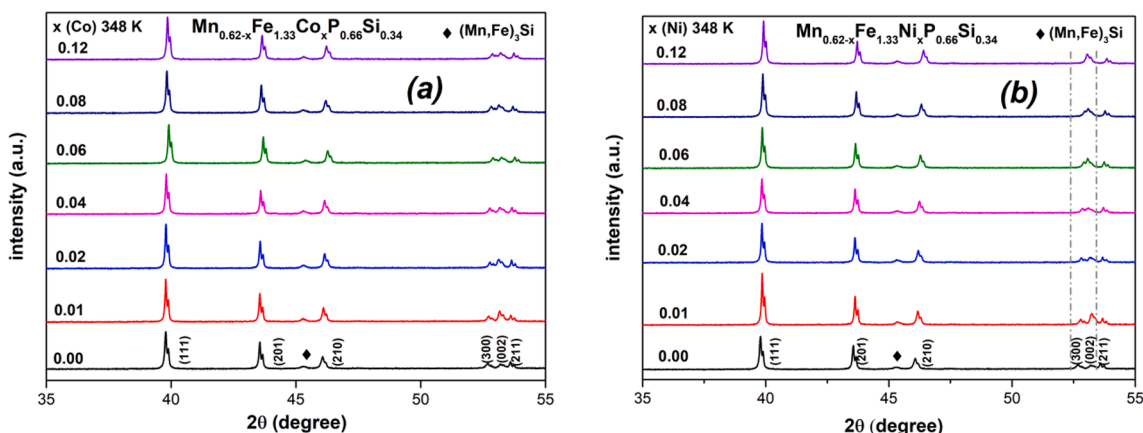 x (Co) 348 K Mn0.62-xFe1.33CoxP0.66Si0.34 ♦ (Mn,Fe)3Si
0.12
(a)
0.08
0.06
0.04
0.02
0.01
0.00
(111)
(201)
(210)
(300)
(002)
(211)
intensity (a.u.)
35 40 45 50 55
2θ (degree)
x (Ni) 348 K Mn0.62-xFe1.33NixP0.66Si0.34 ♦ (Mn,Fe)3Si
0.12
(b)
0.08
0.06
0.04
0.02
0.01
0.00
(111)
(201)
(210)
(300)
(002)
(211)
intensity (a.u.)
35 40 45 50 55
2θ (degree)